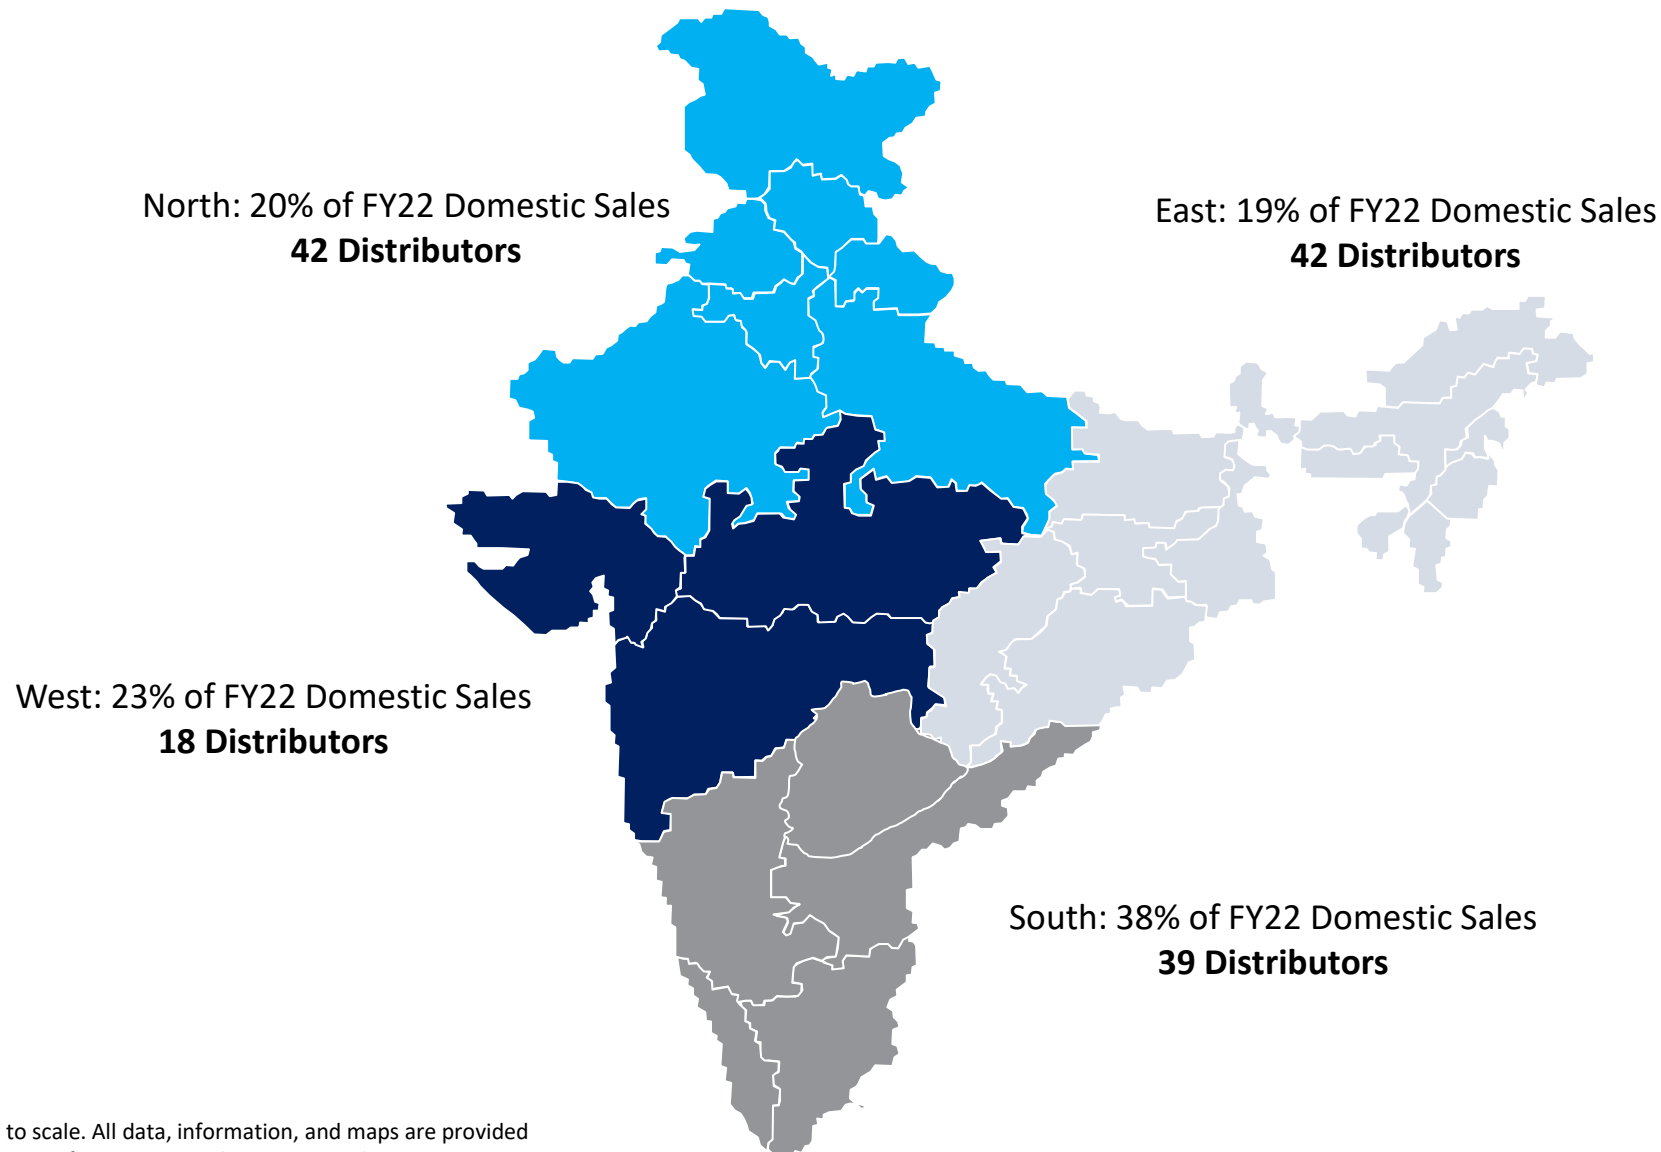 North: 20% of FY22 Domestic Sales
42 Distributors
East: 19% of FY22 Domestic Sales
42 Distributors
West: 23% of FY22 Domestic Sales
18 Distributors
South: 38% of FY22 Domestic Sales
39 Distributors
to scale. All data, information, and maps are provided